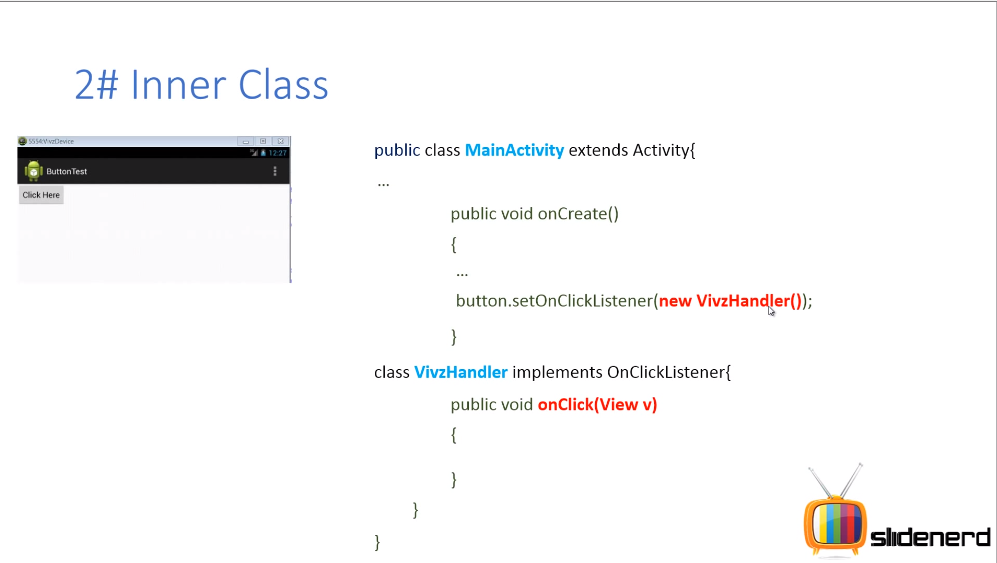 2# Inner Class
5554:VivzDevice
12:27
ButtonTest
Click Here
public class MainActivity extends Activity{
...
public void onCreate()
{
...
button.setOnClickListener(new VivzHandler());
}
class VivzHandler implements OnClickListener{
public void onClick(View v)
{
}
}
}
slidenerd